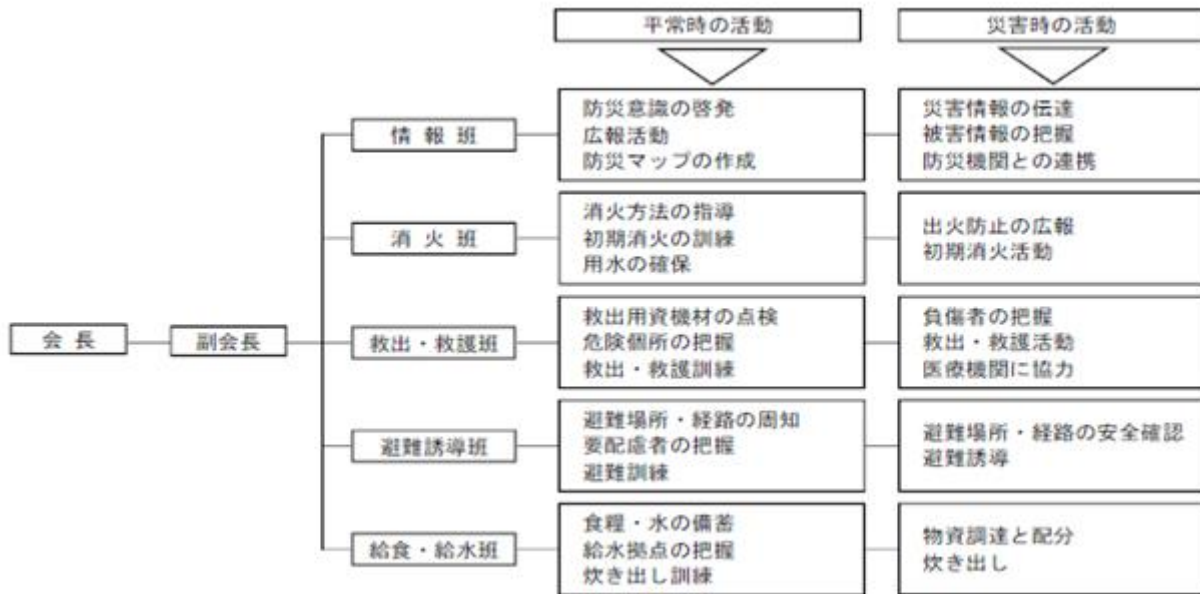 平常時の活動
災害時の活動
会長
副会長
情報班
防災意識の啓発
広報活動
防災マップの作成
災害情報の伝達
被害情報の把握
防災機関との連携
消火班
消火方法の指導
初期消火の訓練
用水の確保
出火防止の広報
初期消火活動
救出・救護班
救出用資機材の点検
危険個所の把握
救出・救護訓練
負傷者の把握
救出・救護活動
医療機関に協力
避難誘導班
避難場所・経路の周知
要配慮者の把握
避難訓練
避難場所・経路の安全確認
避難誘導
給食・給水班
食糧・水の備蓄
給水拠点の把握
炊き出し訓練
物資調達と配分
炊き出し